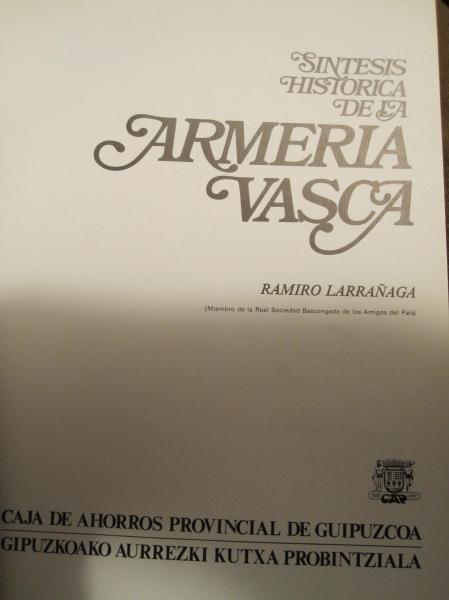 SINTESIS
HISTORICA
DE LA
ARMERIA
VASCA
RAMIRO LARRAÑAGA
(Miembro de la Real Sociedad Bascongada de los Amigos del País)
CAP
CAJA DE AHORROS PROVINCIAL DE GUIPUZCOA
GIPUZKOAKO AURREZKI KUTXA PROBINTZIALA